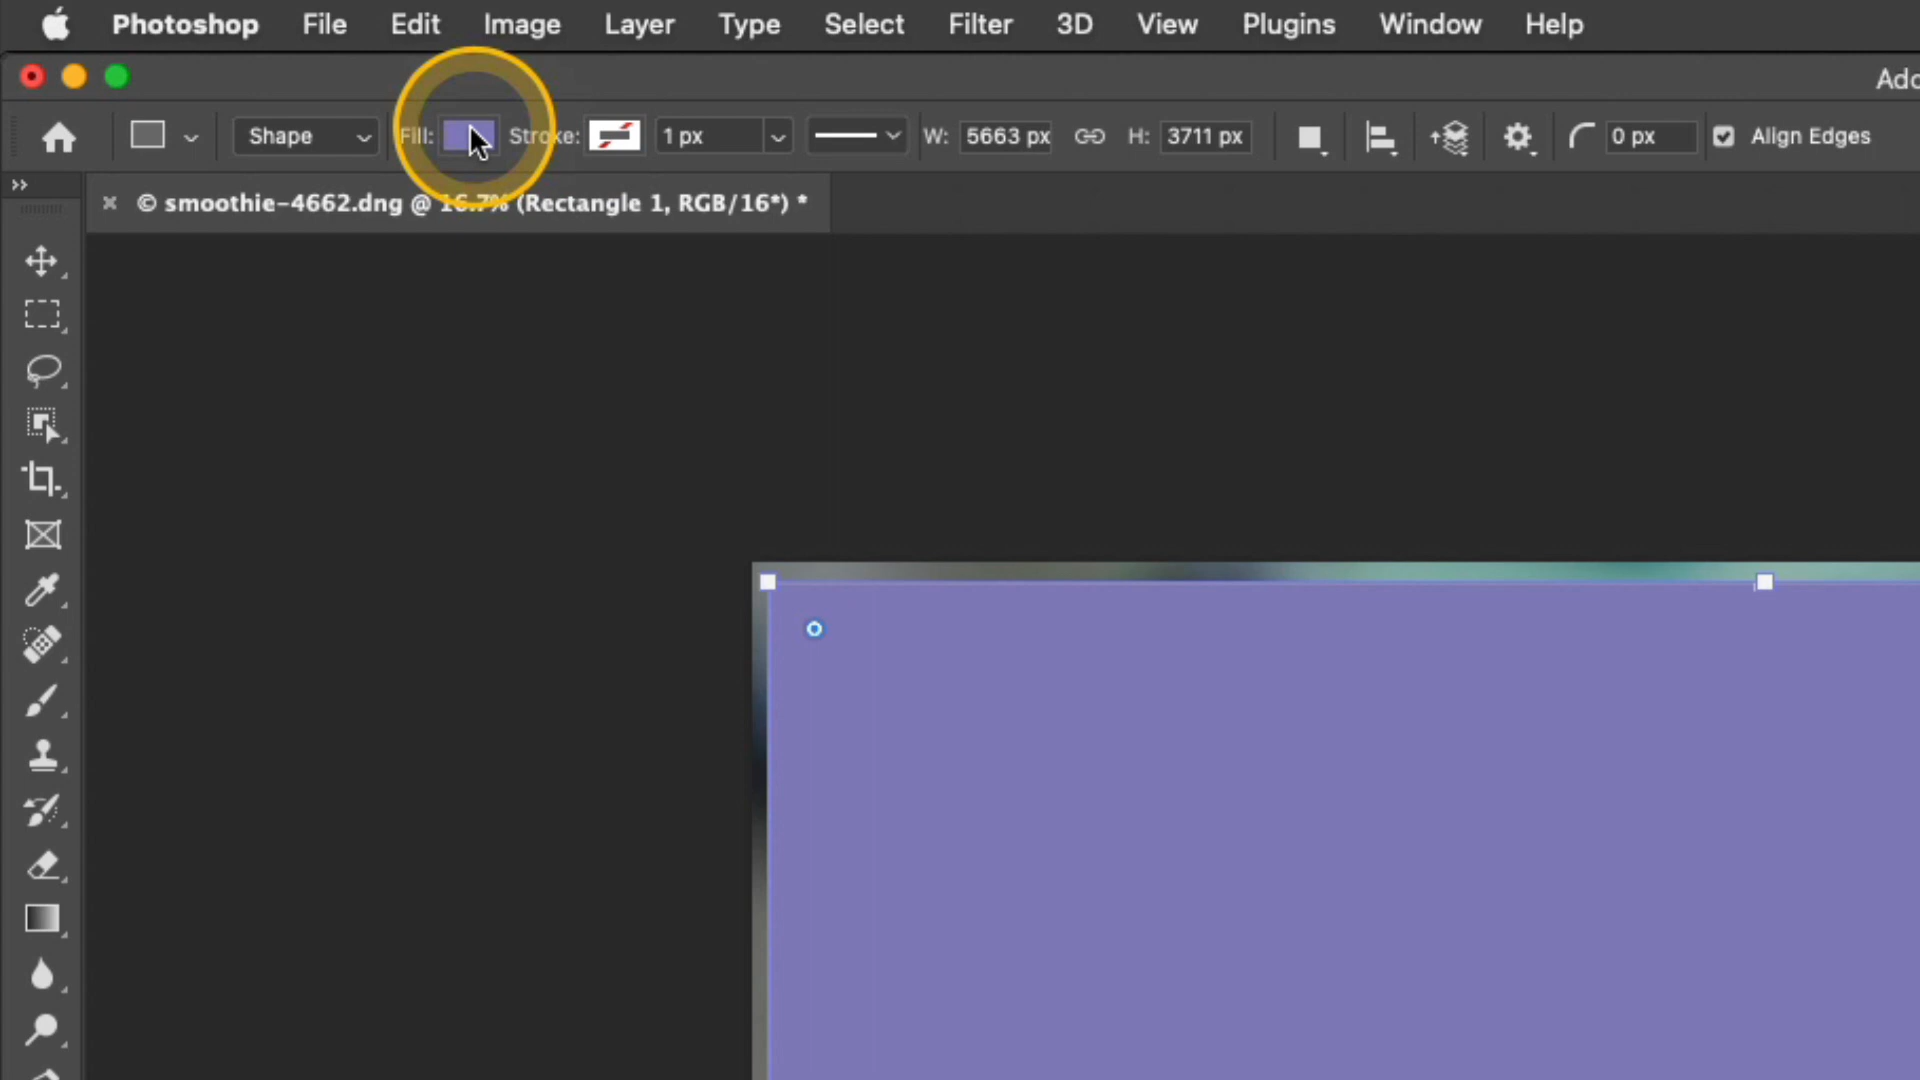 Photoshop File Edit Image Layer Type Select Filter 3D View Plugins Window Help
Shape Fill: Stroke: 1 px W: 5663 px H: 3711 px 0 px Align Edges
© smoothie-4662.dng @ 16.7% (Rectangle 1, RGB/16*) *